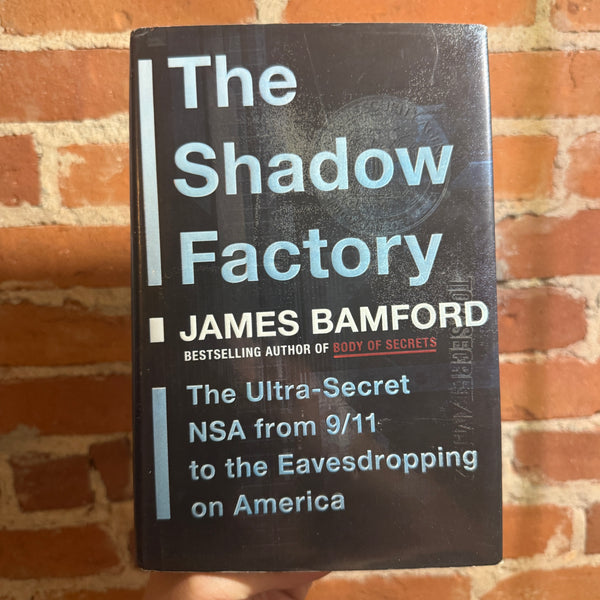 The
Shadow
Factory
JAMES BAMFORD
BESTSELLING AUTHOR OF BODY OF SECRETS
The Ultra-Secret
NSA from 9/11
to the Eavesdropping
on America